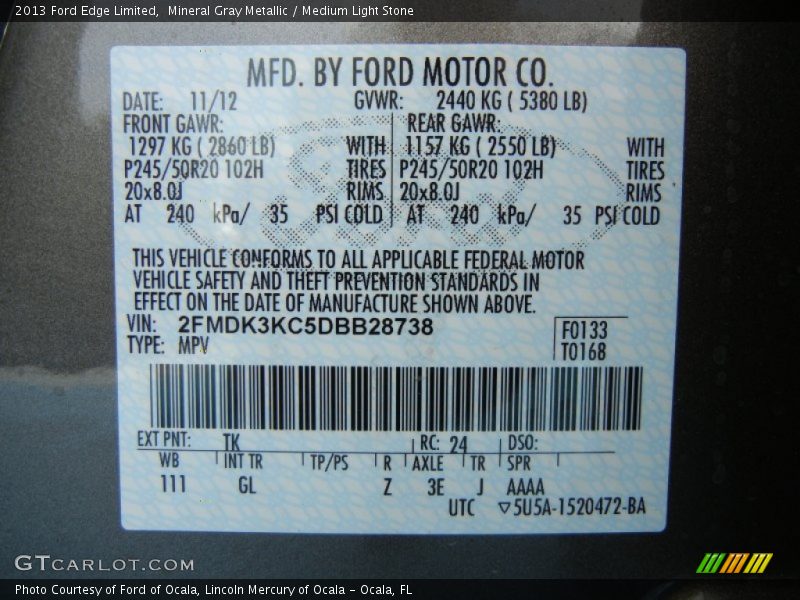 2013 Ford Edge Limited,  Mineral Gray Metallic / Medium Light Stone
MFD. BY FORD MOTOR CO.
DATE: 11/12 GVWR: 2440 KG ( 5380 LB)
FRONT GAWR: REAR GAWR:
1297 KG ( 2860 LB) WITH 1157 KG ( 2550 LB) WITH
P245/50R20 102H TIRES P245/50R20 102H TIRES
20x8.0J RIMS 20x8.0J RIMS
AT 240 kPa/ 35 PSI COLD AT 240 kPa/ 35 PSI COLD
THIS VEHICLE CONFORMS TO ALL APPLICABLE FEDERAL MOTOR
VEHICLE SAFETY AND THEFT PREVENTION STANDARDS IN
EFFECT ON THE DATE OF MANUFACTURE SHOWN ABOVE.
VIN: 2FMDK3KC5DBB28738 F0133
TYPE: MPV T0168
EXT PNT: TK RC: 24 DSO:
WB INT TR TP/PS R AXLE TR SPR
111 GL Z 3E J AAAA
UTC ▽5U5A-1520472-BA
GTCARLOT.COM
Photo Courtesy of Ford of Ocala, Lincoln Mercury of Ocala – Ocala, FL